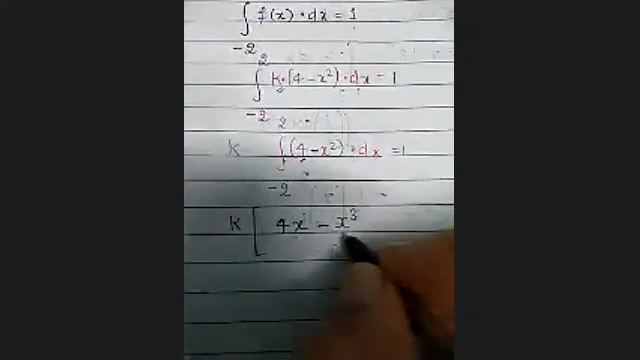 ∫ f(x)·dx = 1
-2
2
∫ k·(4-x²)·dx = 1
-2
2
k ∫ (4-x²)·dx = 1
-2
k [ 4x - x³